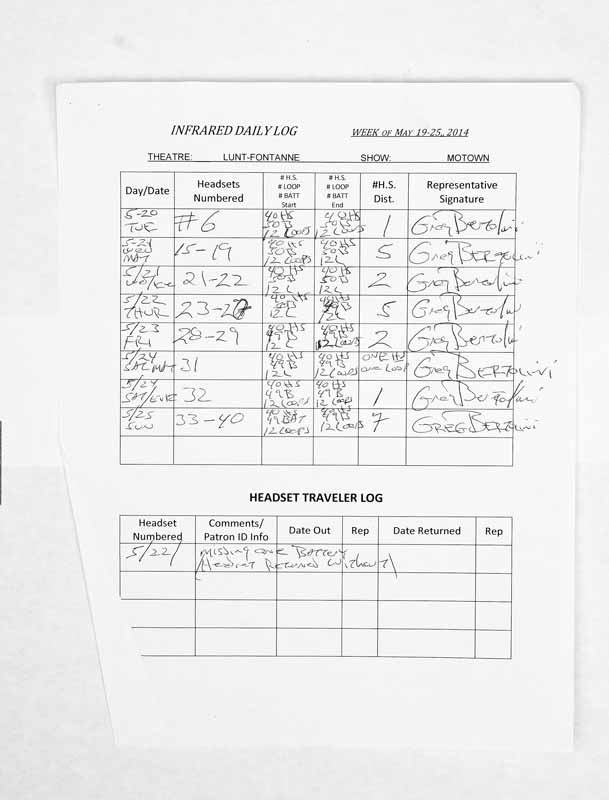 INFRARED DAILY LOG WEEK OF MAY 19-25, 2014
THEATRE: LUNT-FONTANNE SHOW: MOTOWN
Day/Date Headsets Numbered # H.S. # LOOP # BATT Start # H.S. # LOOP # BATT End #H.S. Dist. Representative Signature
5-20 TUE #6 40 HS 50 B 12 LOOPS 40 HS 50 B 12 LOOPS 1 Greg Bertolini
5-21 WED MAT 15-19 40 HS 50 B 12 LOOPS 40 HS 50 B 12 L 5 Greg Bertolini
5/21 21-22 40 HS 12 L 40 HS 50 B 12 L 2 Greg Bertolini
5/22 THUR 23-27 40 HS 12 L 40 HS 12 L 5 Greg Bertolini
5/23 FRI 28-29 40 HS 49 B 12 L 40 HS 49 B 12 LOOPS 2 Greg Bertolini
5/24 SAT MAT 31 40 HS 49 B 12 L 40 HS 49 B 12 LOOPS ONE HS one LOOP Greg BERTOLINI
5/24 SAT/EVE 32 40 HS 49 B 12 LOOPS 40 HS 49 B 12 LOOPS 1 Greg Bertolini
5/25 SUN 33-40 40 HS 49 BAT 12 LOOPS 40 HS 49 B 12 LOOPS 7 GREG BERTOLINI
HEADSET TRAVELER LOG
Headset Numbered Comments/ Patron ID Info Date Out Rep Date Returned Rep
5/22/ Missing one Battery
(Headset Returned Without)